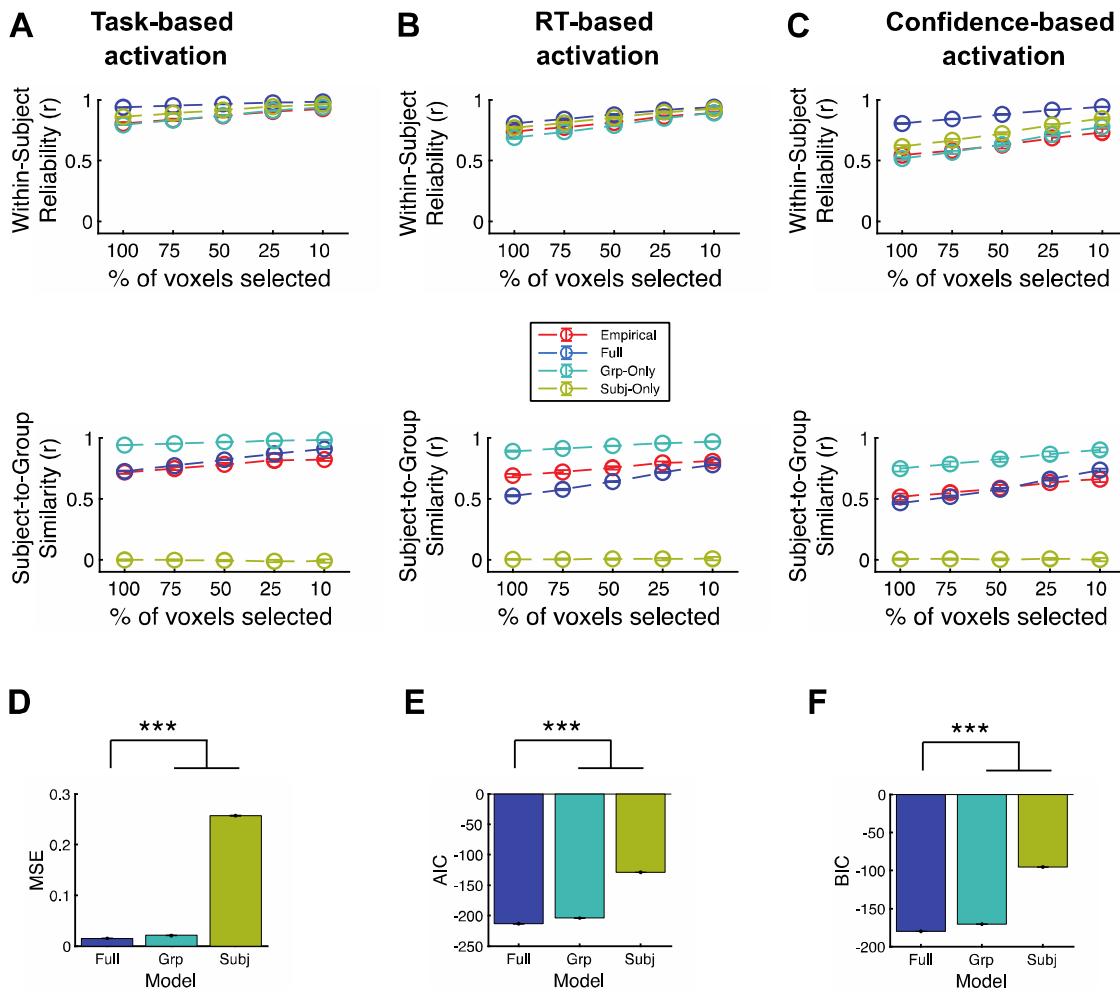 A
Task-based
activation
B
RT-based
activation
C
Confidence-based
activation
Within-Subject
Reliability (r)
1
0.5
0
100 75 50 25 10
% of voxels selected
Within-Subject
Reliability (r)
1
0.5
0
100 75 50 25 10
% of voxels selected
Within-Subject
Reliability (r)
1
0.5
0
100 75 50 25 10
% of voxels selected
Empirical
Full
Grp-Only
Subj-Only
Subject-to-Group
Similarity (r)
1
0.5
0
100 75 50 25 10
% of voxels selected
Subject-to-Group
Similarity (r)
1
0.5
0
100 75 50 25 10
% of voxels selected
Subject-to-Group
Similarity (r)
1
0.5
0
100 75 50 25 10
% of voxels selected
D
***
MSE
0.3
0.2
0.1
0
Full Grp Subj
Model
E
***
AIC
0
-50
-100
-150
-200
-250
Full Grp Subj
Model
F
***
BIC
0
-50
-100
-150
-200
Full Grp Subj
Model